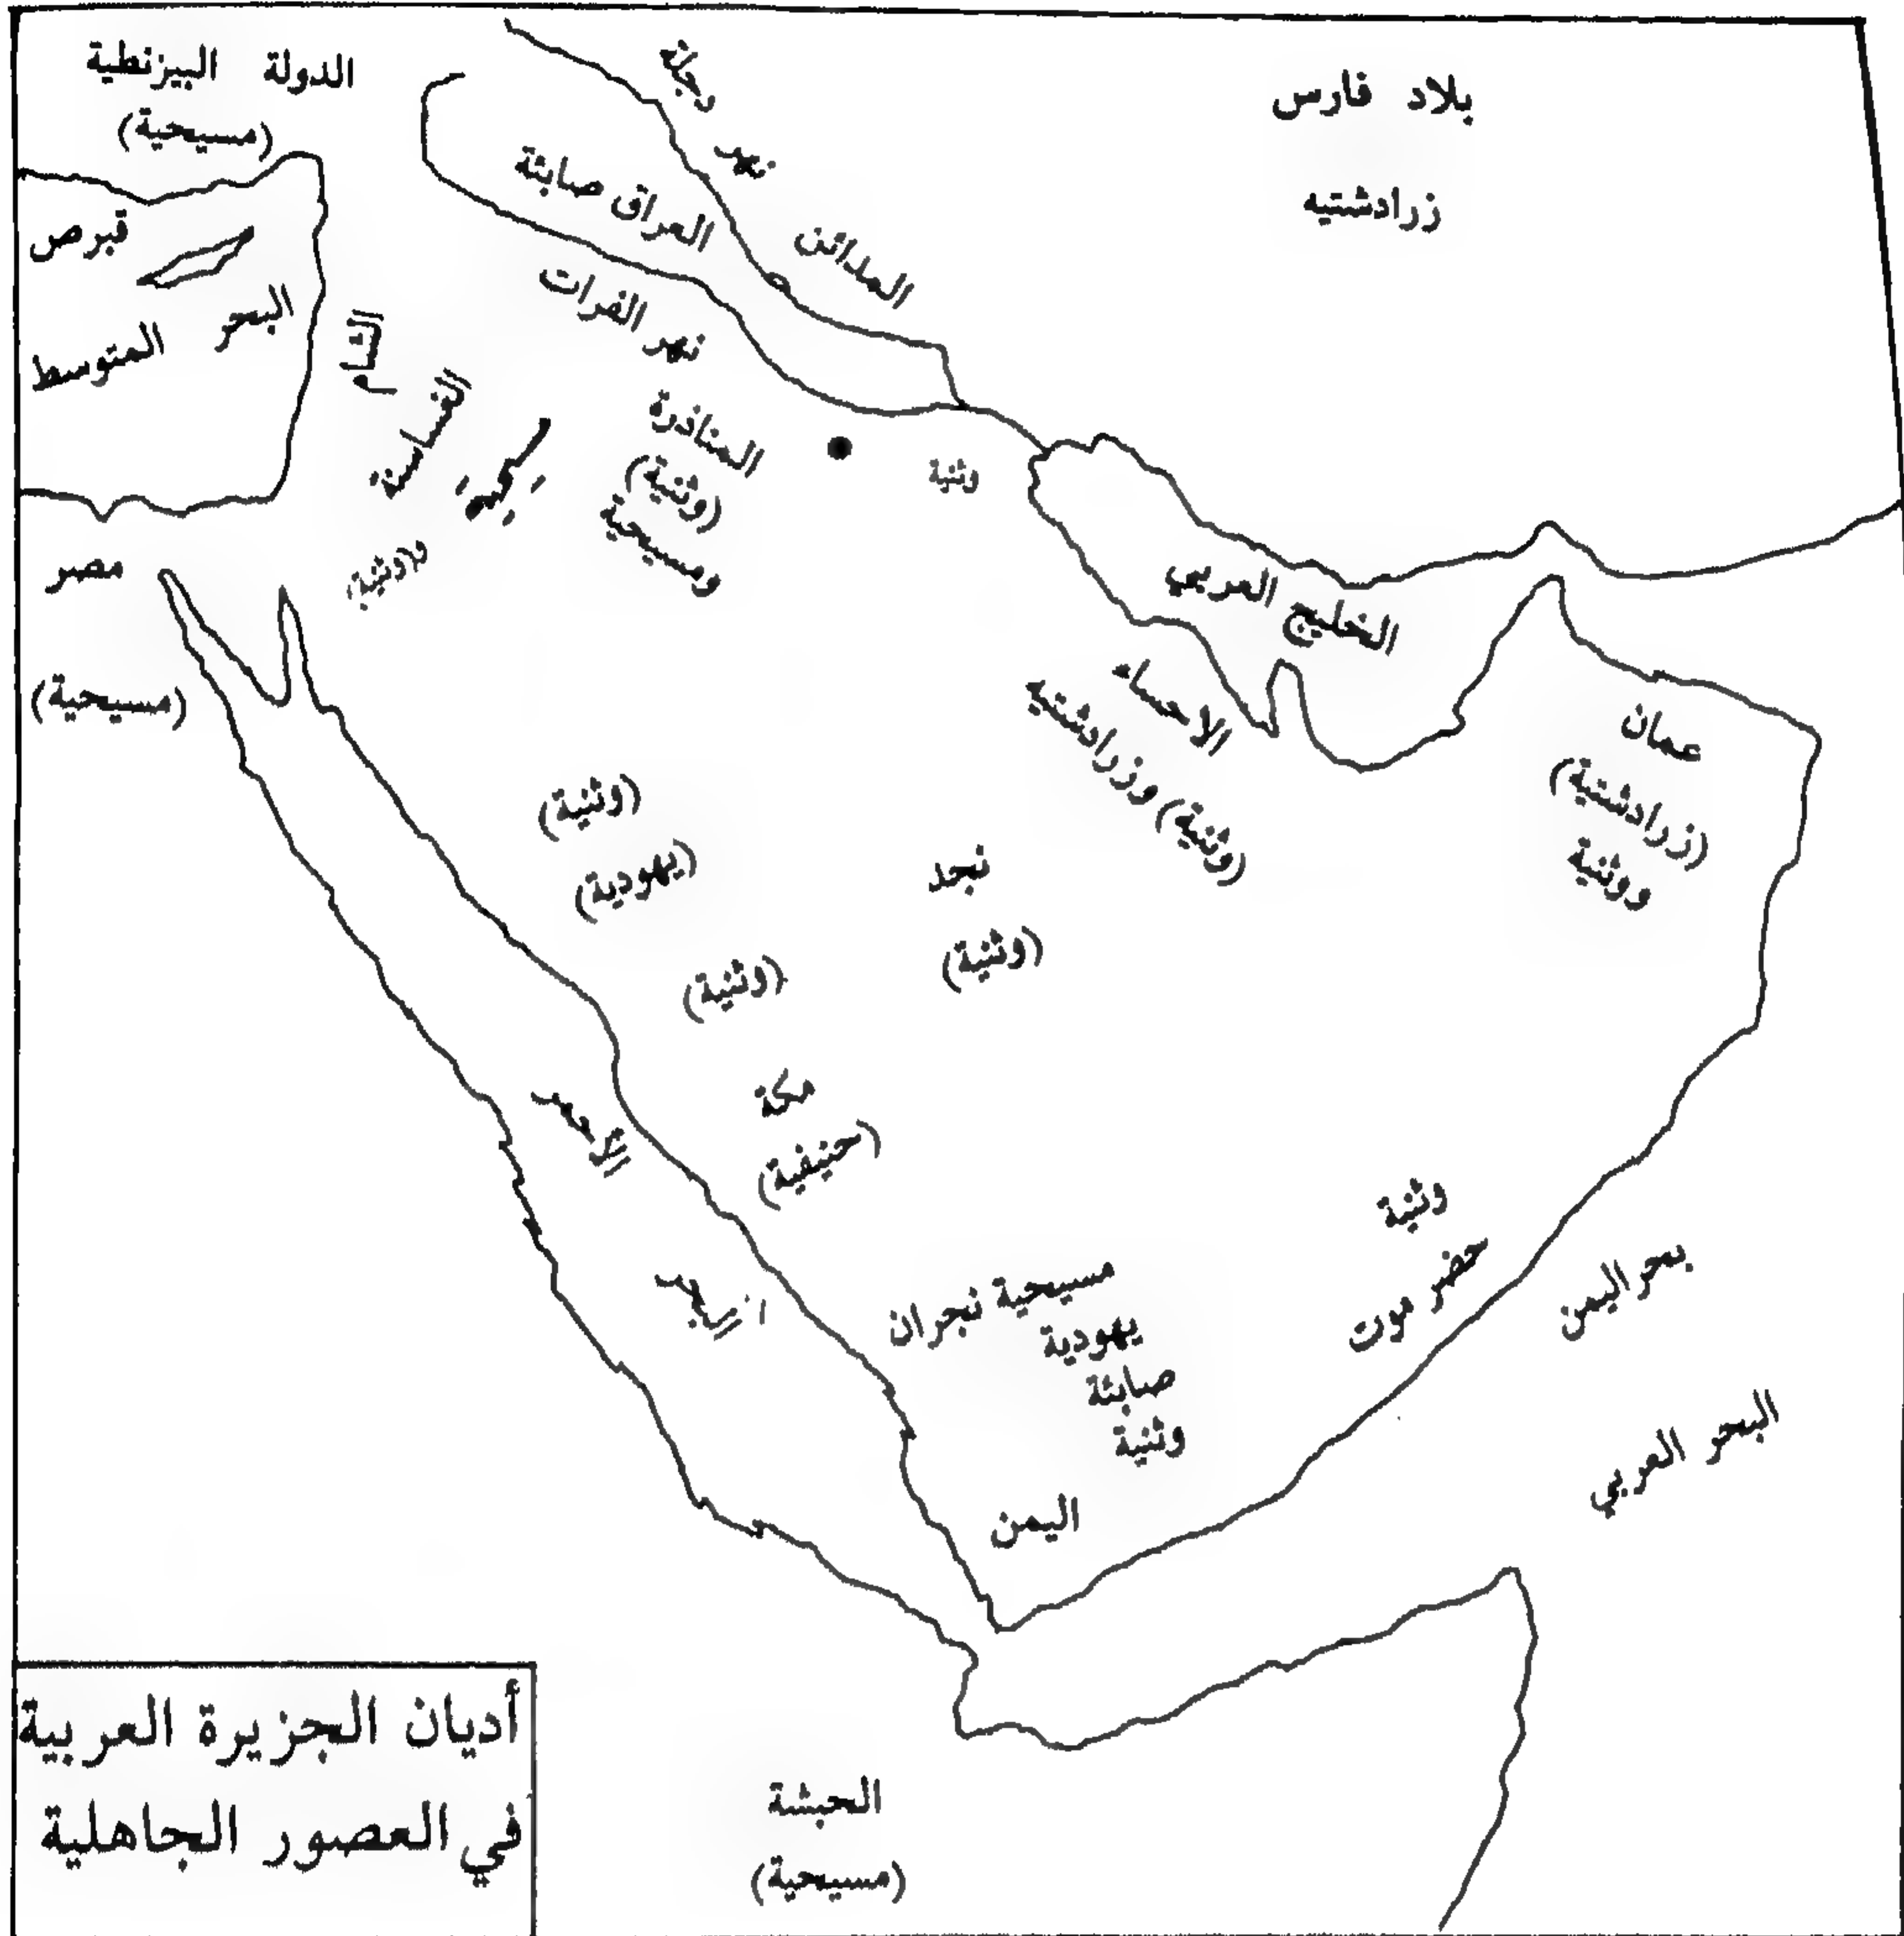 الدولة البيزنطية
(مسيحية)
بلاد فارس
زرادشتيه
نهر دجلة
العراق صابئة
المدائن
نهر الفرات
قبرص
البحر المتوسط
الشام
الغساسنة
مسيحية
ووثنية
المناذرة
(وثنية)
ومسيحية
وثنية
مصر
(مسيحية)
الخليج العربي
الاحساء
(وثنية) وزرادشتيه
عمان
(زرادشتية)
ووثنية
(وثنية)
(يهودية)
نجد
(وثنية)
(وثنية)
مكة
(حنيفية)
البحر الاحمر
وثنية
حضر موت
بحر اليمن
مسيحية نجران
يهودية
صابئة
وثنية
البحر العربي
اليمن
أديان الجزيرة العربية
في العصور الجاهلية
الحبشة
(مسيحية)